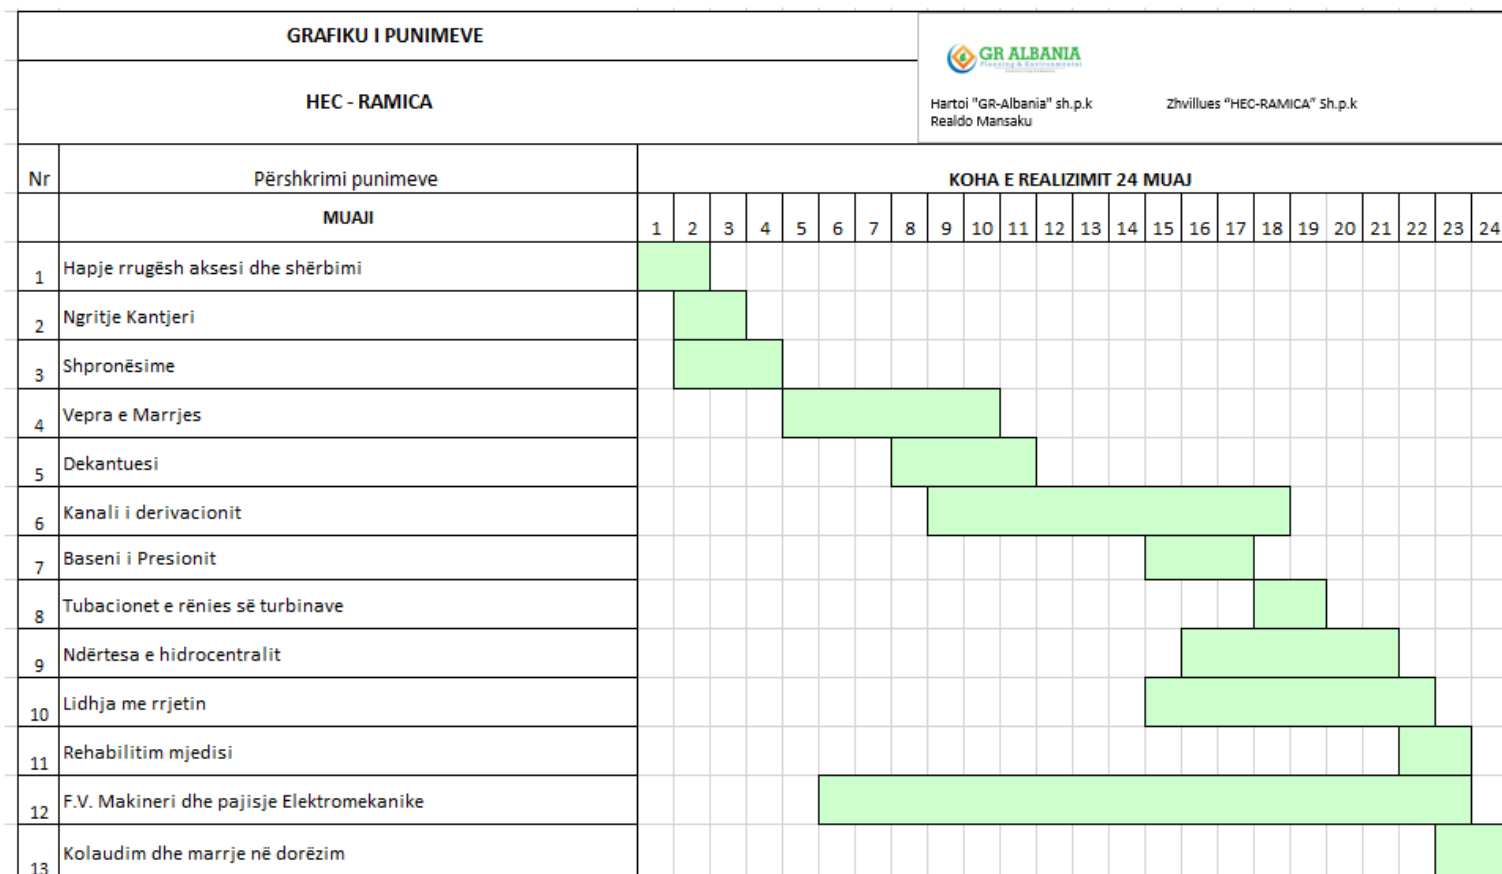 GRAFIKU I PUNIMEVE
GR ALBANIA
Planning & Environmental
HEC - RAMICA
Hartoi "GR-Albania" sh.p.k
Zhvillues "HEC-RAMICA" Sh.p.k
Realdo Mansaku
Nr Përshkrimi punimeve KOHA E REALIZIMIT 24 MUAJ
MUAJI 1 2 3 4 5 6 7 8 9 10 11 12 13 14 15 16 17 18 19 20 21 22 23 24
1 Hapje rrugësh aksesi dhe shërbimi
2 Ngritje Kantjeri
3 Shpronësime
4 Vepra e Marrjes
5 Dekantuesi
6 Kanali i derivacionit
7 Baseni i Presionit
8 Tubacionet e rënies së turbinave
9 Ndërtesa e hidrocentralit
10 Lidhja me rrjetin
11 Rehabilitim mjedisi
12 F.V. Makineri dhe pajisje Elektromekanike
13 Kolaudim dhe marrje në dorëzim